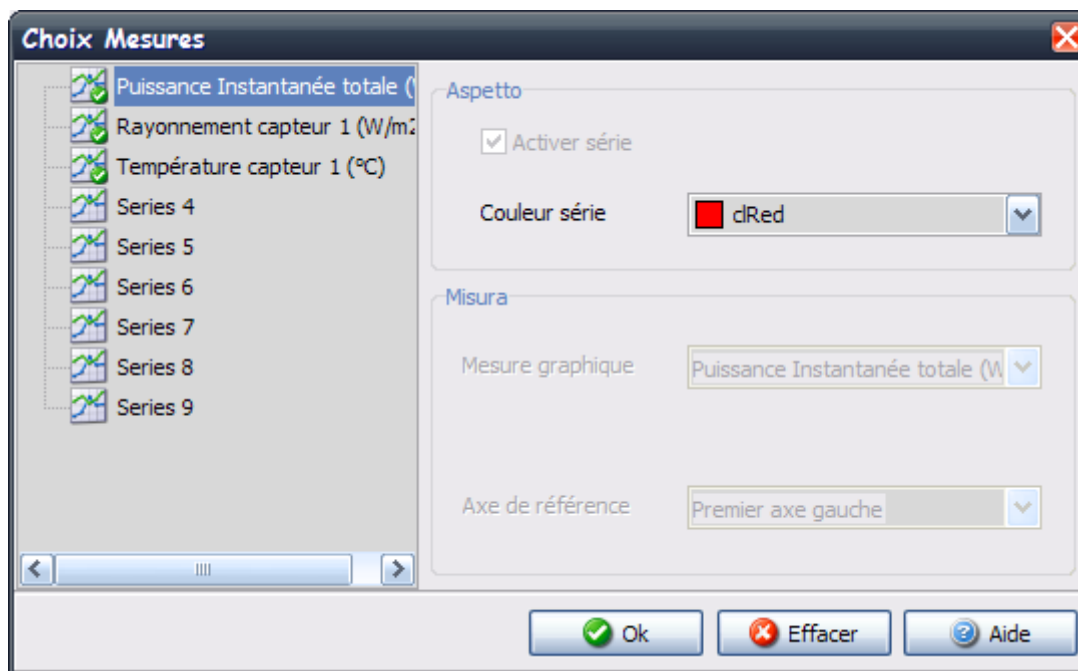 Choix Mesures
Puissance Instantanée totale (
Rayonnement capteur 1 (W/m2
Température capteur 1 (°C)
Series 4
Series 5
Series 6
Series 7
Series 8
Series 9
Aspetto
Activer série
Couleur série
clRed
Misura
Mesure graphique
Puissance Instantanée totale (W
Axe de référence
Premier axe gauche
Ok
Effacer
Aide